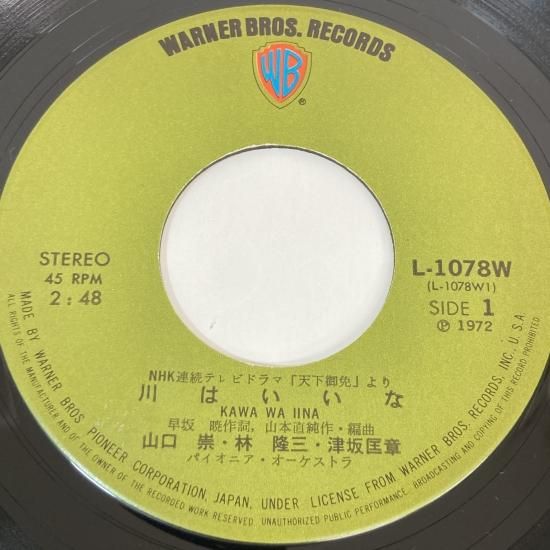 WARNER BROS. RECORDS
WB
®
STEREO
45 RPM
2:48
L-1078W
(L-1078W1)
SIDE 1
℗ 1972
NHK連続テレビドラマ「天下御免」より
川はいいな
KAWA WA IINA
早坂 暁作詞, 山本直純作・編曲
山口 崇・林 隆三・津坂匡章
パイオニア・オーケストラ
MADE BY WARNER BROS. PIONEER CORPORATION, JAPAN, UNDER LICENSE FROM WARNER BROS. RECORDS, INC., U.S.A.
ALL RIGHTS OF THE MANUFACTURER AND OF THE OWNER OF THE RECORDED WORK RESERVED. UNAUTHORIZED PUBLIC PERFORMANCE, BROADCASTING AND COPYING OF THIS RECORD PROHIBITED